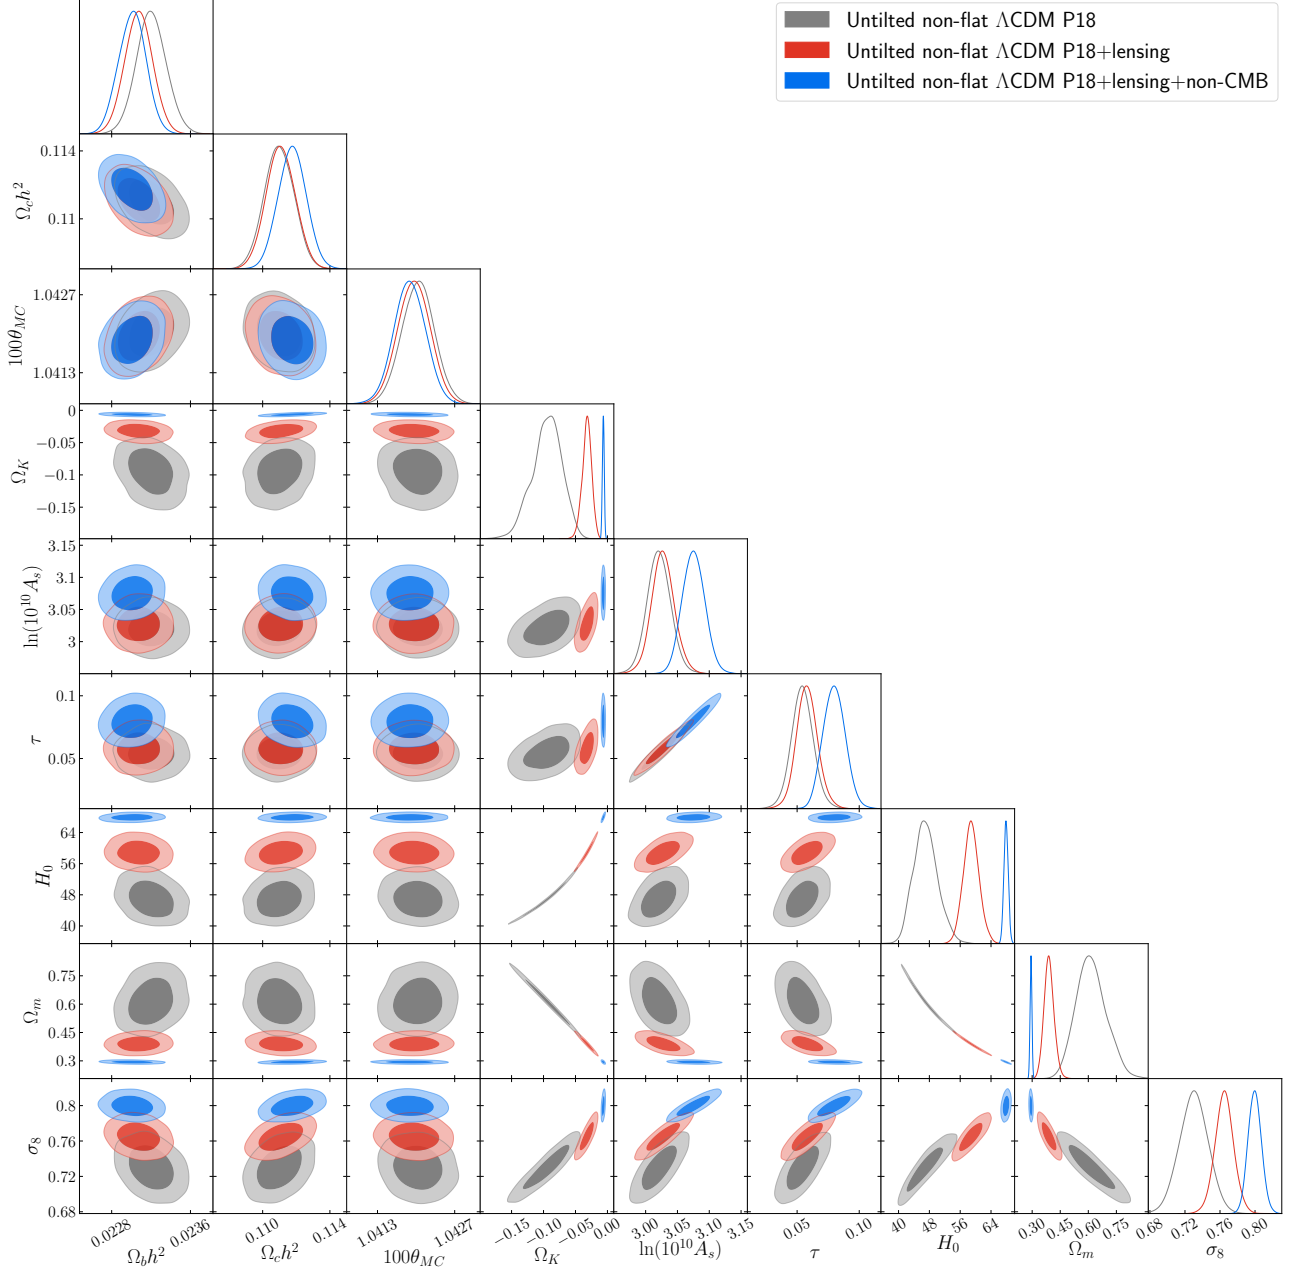 Untilted non-flat ΛCDM P18
Untilted non-flat ΛCDM P18+lensing
Untilted non-flat ΛCDM P18+lensing+non-CMB
0.114
0.11
Ω_c h²
1.0427
1.0413
100θ_MC
0
−0.05
−0.1
−0.15
Ω_K
3.15
3.1
3.05
3
ln(10¹⁰ A_s)
0.1
0.05
τ
64
56
48
40
H_0
0.75
0.6
0.45
0.3
Ω_m
0.8
0.76
0.72
0.68
σ_8
0.0228 0.0236
Ω_b h²
0.110 0.114
Ω_c h²
1.0413 1.0427
100θ_MC
−0.15 −0.10 −0.05 0.00
Ω_K
3.00 3.05 3.10 3.15
ln(10¹⁰ A_s)
0.05 0.10
τ
40 48 56 64
H_0
0.30 0.45 0.60 0.75
Ω_m
0.68 0.72 0.76 0.80
σ_8